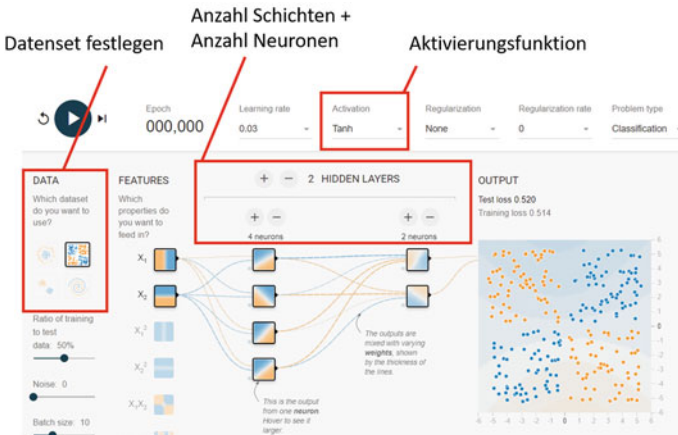 Anzahl Schichten +
Anzahl Neuronen
Datenset festlegen
Aktivierungsfunktion
Epoch
000,000
Learning rate
0.03
Activation
Tanh
Regularization
None
Regularization rate
0
Problem type
Classification
DATA
Which dataset
do you want to
use?
Ratio of training
to test
data: 50%
Noise: 0
Batch size: 10
FEATURES
Which
properties do
you want to
feed in?
X₁
X₂
X₁²
X₂²
X₁X₂
+ − 2 HIDDEN LAYERS
+ −
4 neurons
+ −
2 neurons
The outputs are
mixed with varying
weights, shown
by the thickness of
the lines.
This is the output
from one neuron.
Hover to see it
larger.
OUTPUT
Test loss 0.520
Training loss 0.514